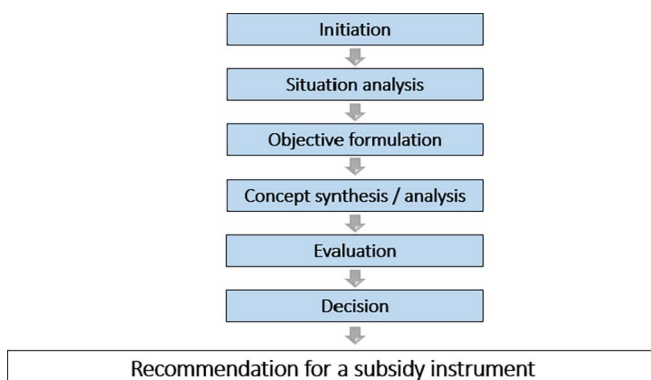 Initiation
Situation analysis
Objective formulation
Concept synthesis / analysis
Evaluation
Decision
Recommendation for a subsidy instrument